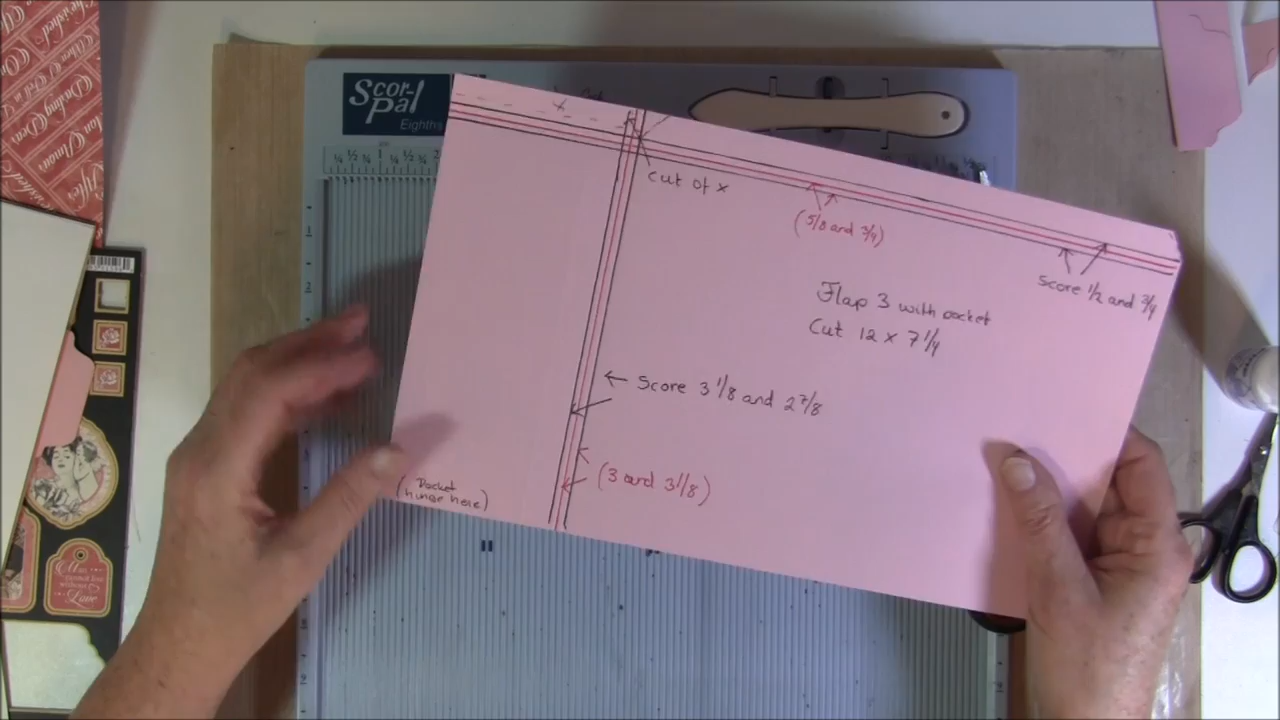 Scor-
Pal
Eighths
x
Cut of x
(5/8 and 3/4)
Score 1/2 and 3/4
Flap 3 with pocket
Cut 12 x 7 1/4
Score 3 1/8 and 2 7/8
(3 and 3 1/8)
(Pocket
hinge here)
Love